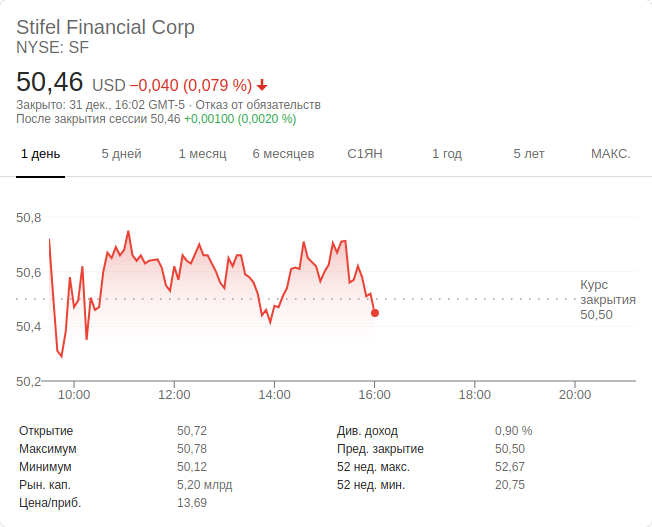 Stifel Financial Corp
NYSE: SF
50,46 USD −0,040 (0,079 %)
Закрыто: 31 дек., 16:02 GMT-5 · Отказ от обязательств
После закрытия сессии 50,46 +0,00100 (0,0020 %)
1 день 5 дней 1 месяц 6 месяцев С1ЯН 1 год 5 лет МАКС.
50,8
50,6
Курс
закрытия
50,50
50,4
50,2
10:00 12:00 14:00 16:00 18:00 20:00
Открытие 50,72 Див. доход 0,90 %
Максимум 50,78 Пред. закрытие 50,50
Минимум 50,12 52 нед. макс. 52,67
Рын. кап. 5,20 млрд 52 нед. мин. 20,75
Цена/приб. 13,69